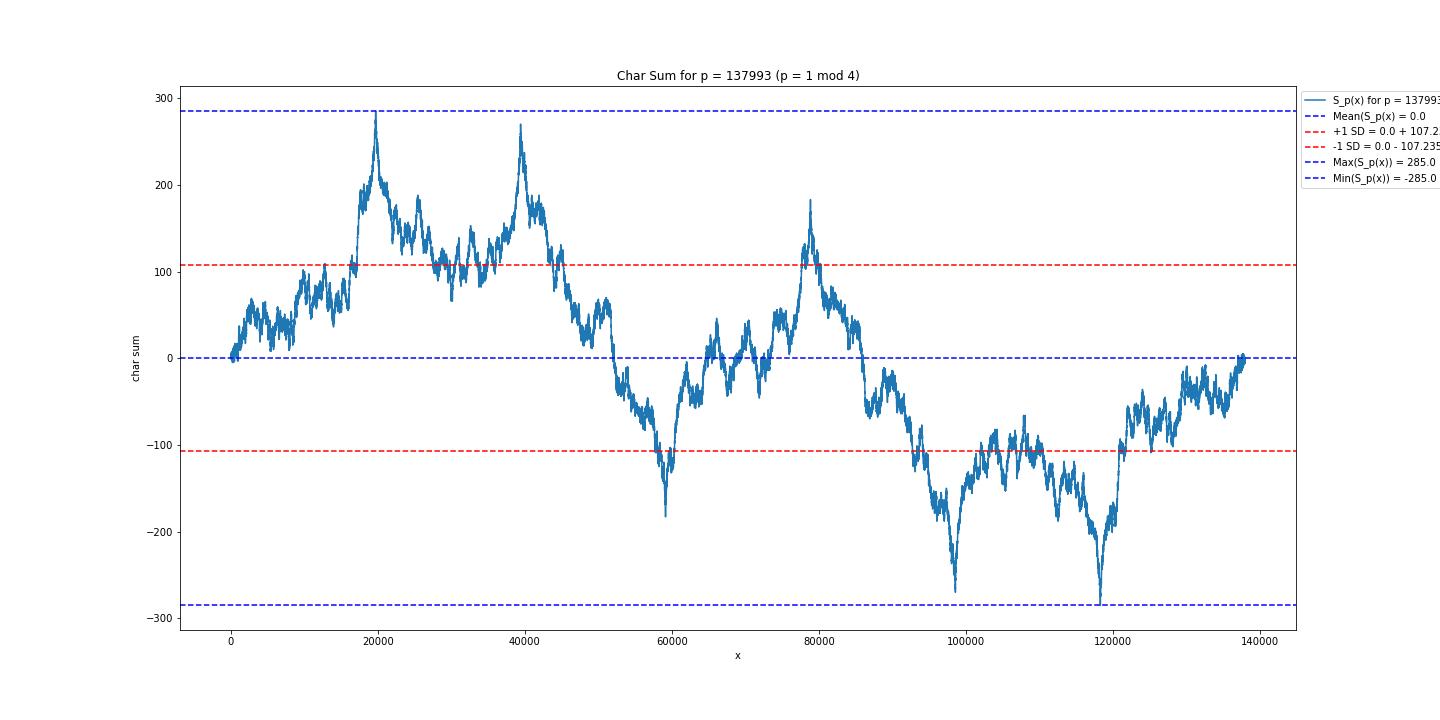 Char Sum for p = 137993 (p = 1 mod 4)
300
200
100
0
−100
−200
−300
char sum
0
20000
40000
60000
80000
100000
120000
140000
x
S_p(x) for p = 137993
Mean(S_p(x) = 0.0
+1 SD = 0.0 + 107.2
-1 SD = 0.0 - 107.235
Max(S_p(x)) = 285.0
Min(S_p(x)) = -285.0